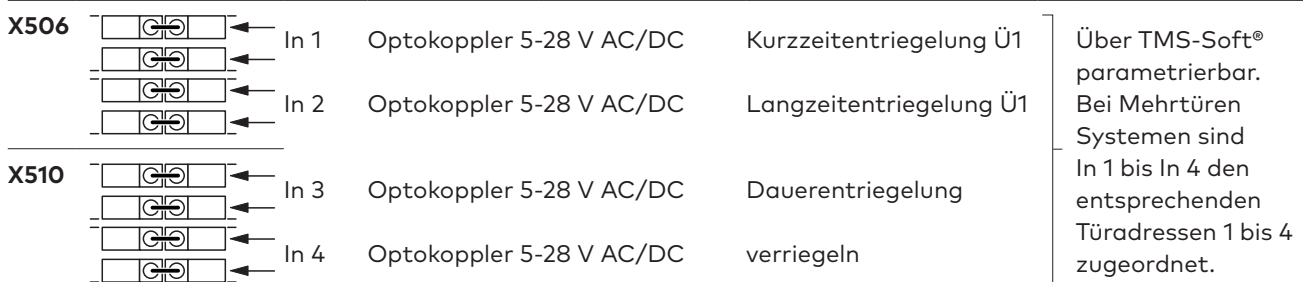 X506
In 1 Optokoppler 5-28 V AC/DC Kurzzeitentriegelung Ü1
In 2 Optokoppler 5-28 V AC/DC Langzeitentriegelung Ü1
X510
In 3 Optokoppler 5-28 V AC/DC Dauerentriegelung
In 4 Optokoppler 5-28 V AC/DC verriegeln
Über TMS-Soft®
parametrierbar.
Bei Mehrtüren
Systemen sind
In 1 bis In 4 den
entsprechenden
Türadressen 1 bis 4
zugeordnet.